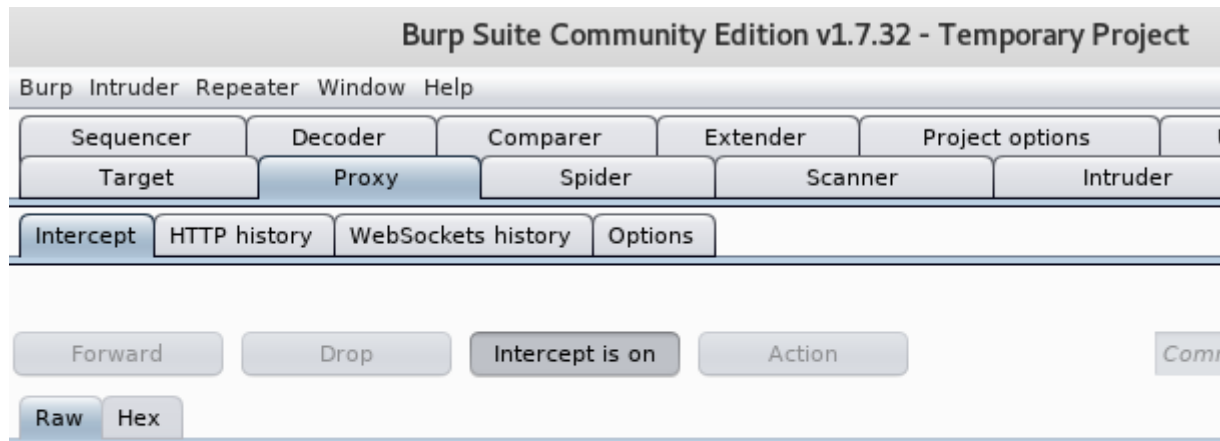 Burp Suite Community Edition v1.7.32 - Temporary Project
Burp Intruder Repeater Window Help
Sequencer Decoder Comparer Extender Project options
Target Proxy Spider Scanner Intruder
Intercept HTTP history WebSockets history Options
Forward Drop Intercept is on Action
Raw Hex